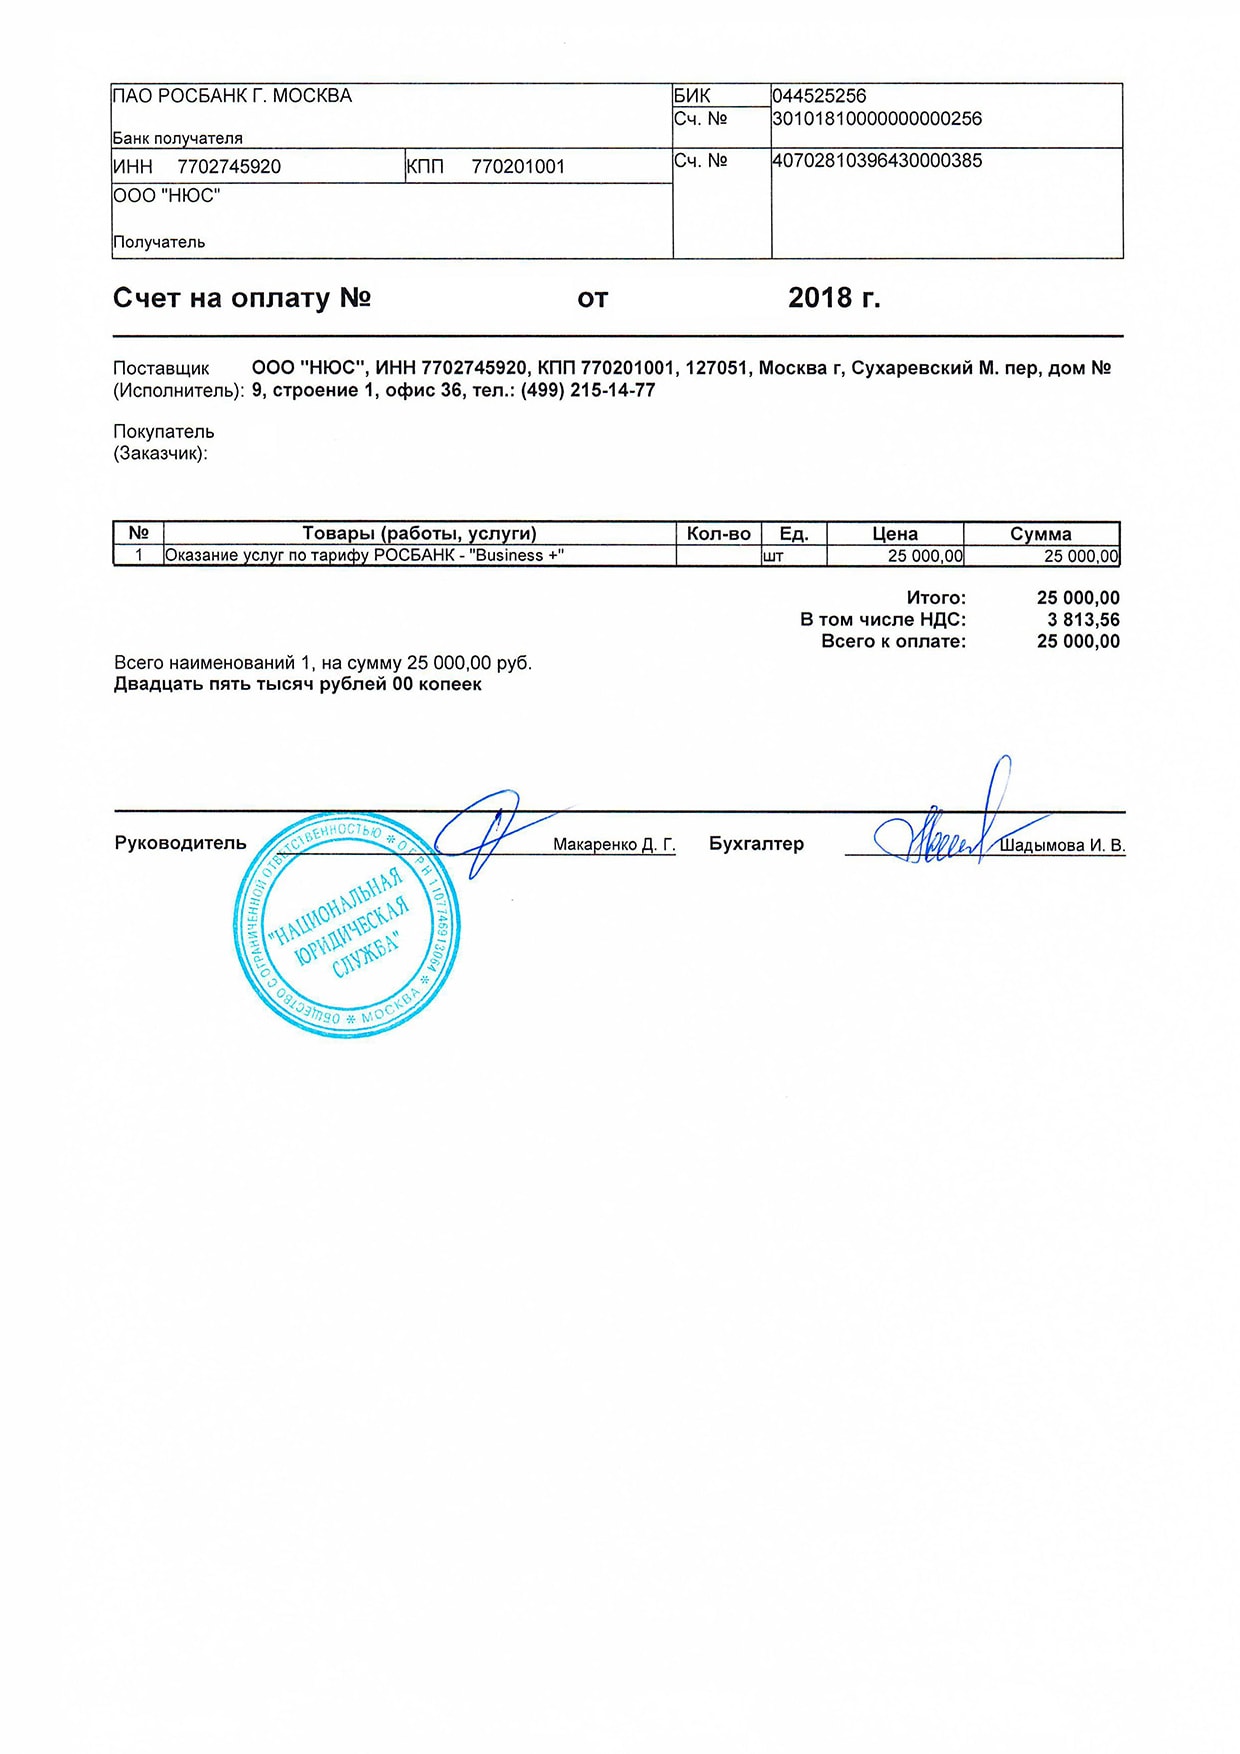 ПАО РОСБАНК Г. МОСКВА
БИК 044525256
Сч. № 30101810000000000256
Банк получателя
ИНН 7702745920 КПП 770201001 Сч. № 40702810396430000385
ООО "НЮС"
Получатель
Счет на оплату № от 2018 г.
Поставщик (Исполнитель): ООО "НЮС", ИНН 7702745920, КПП 770201001, 127051, Москва г, Сухаревский М. пер, дом №
9, строение 1, офис 36, тел.: (499) 215-14-77
Покупатель
(Заказчик):
№ Товары (работы, услуги) Кол-во Ед. Цена Сумма
1 Оказание услуг по тарифу РОСБАНК - "Business +" шт 25 000,00 25 000,00
Итого: 25 000,00
В том числе НДС: 3 813,56
Всего к оплате: 25 000,00
Всего наименований 1, на сумму 25 000,00 руб.
Двадцать пять тысяч рублей 00 копеек
Руководитель Макаренко Д. Г. Бухгалтер Шадымова И. В.
ОБЩЕСТВО С ОГРАНИЧЕННОЙ ОТВЕТСТВЕННОСТЬЮ * ОГРН 1107746913064 * МОСКВА *
"НАЦИОНАЛЬНАЯ
ЮРИДИЧЕСКАЯ
СЛУЖБА"